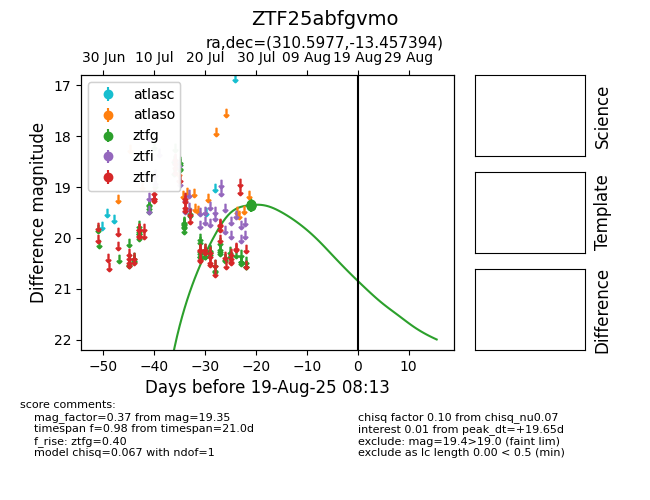 ZTF25abfgvmo
ra,dec=(310.5977,-13.457394)
30 Jun 10 Jul 20 Jul 30 Jul 09 Aug 19 Aug 29 Aug
17
18
19
20
21
22
Difference magnitude
atlasc
atlaso
ztfg
ztfi
ztfr
−50 −40 −30 −20 −10 0 10
Days before 19-Aug-25 08:13
Science
Template
Difference
score comments:
mag_factor=0.37 from mag=19.35
timespan f=0.98 from timespan=21.0d
f_rise: ztfg=0.40
model chisq=0.067 with ndof=1
chisq factor 0.10 from chisq_nu0.07
interest 0.01 from peak_dt=+19.65d
exclude: mag=19.4>19.0 (faint lim)
exclude as lc length 0.00 < 0.5 (min)